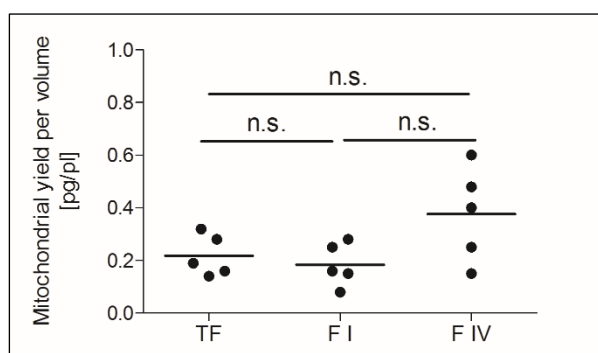 Mitochondrial yield per volume
[pg/pl]
1.0
0.8
0.6
0.4
0.2
0.0
n.s.
n.s.
n.s.
TF
F I
F IV